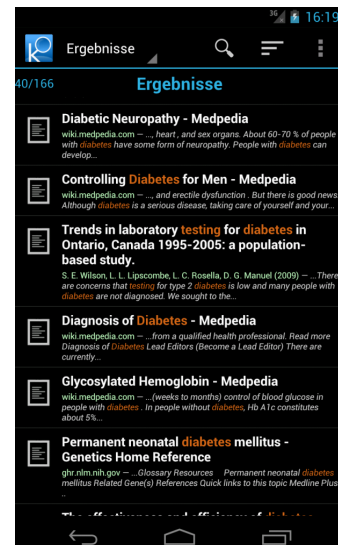 3G 16:19
Ergebnisse
40/166 Ergebnisse
Diabetic Neuropathy - Medpedia
wiki.medpedia.com — ..., heart , and sex organs. About 60-70 % of people
with diabetes have some form of neuropathy. People with diabetes can
develop...
Controlling Diabetes for Men - Medpedia
wiki.medpedia.com — ..., and erectile dysfunction . But there is good news
Although diabetes is a serious disease, taking care of yourself and your...
Trends in laboratory testing for diabetes in
Ontario, Canada 1995-2005: a population-
based study.
S. E. Wilson, L. L. Lipscombe, L. C. Rosella, D. G. Manuel (2009) — ...There
are concerns that testing for type 2 diabetes is low and many people with
diabetes are not diagnosed. We sought to the...
Diagnosis of Diabetes - Medpedia
wiki.medpedia.com — ...from a qualified health professional. Read more
Diagnosis of Diabetes Lead Editors (Become a Lead Editor) There are
currently...
Glycosylated Hemoglobin - Medpedia
wiki.medpedia.com — ...(weeks to months) control of blood glucose in
people with diabetes . In people without diabetes, Hb A1c constitutes
about 5%...
Permanent neonatal diabetes mellitus -
Genetics Home Reference
ghr.nlm.nih.gov — ...Glossary Resources Permanent neonatal diabetes
mellitus Related Gene(s) References Quick links to this topic Medline Plus
..
The effectiveness and efficiency of diabetes